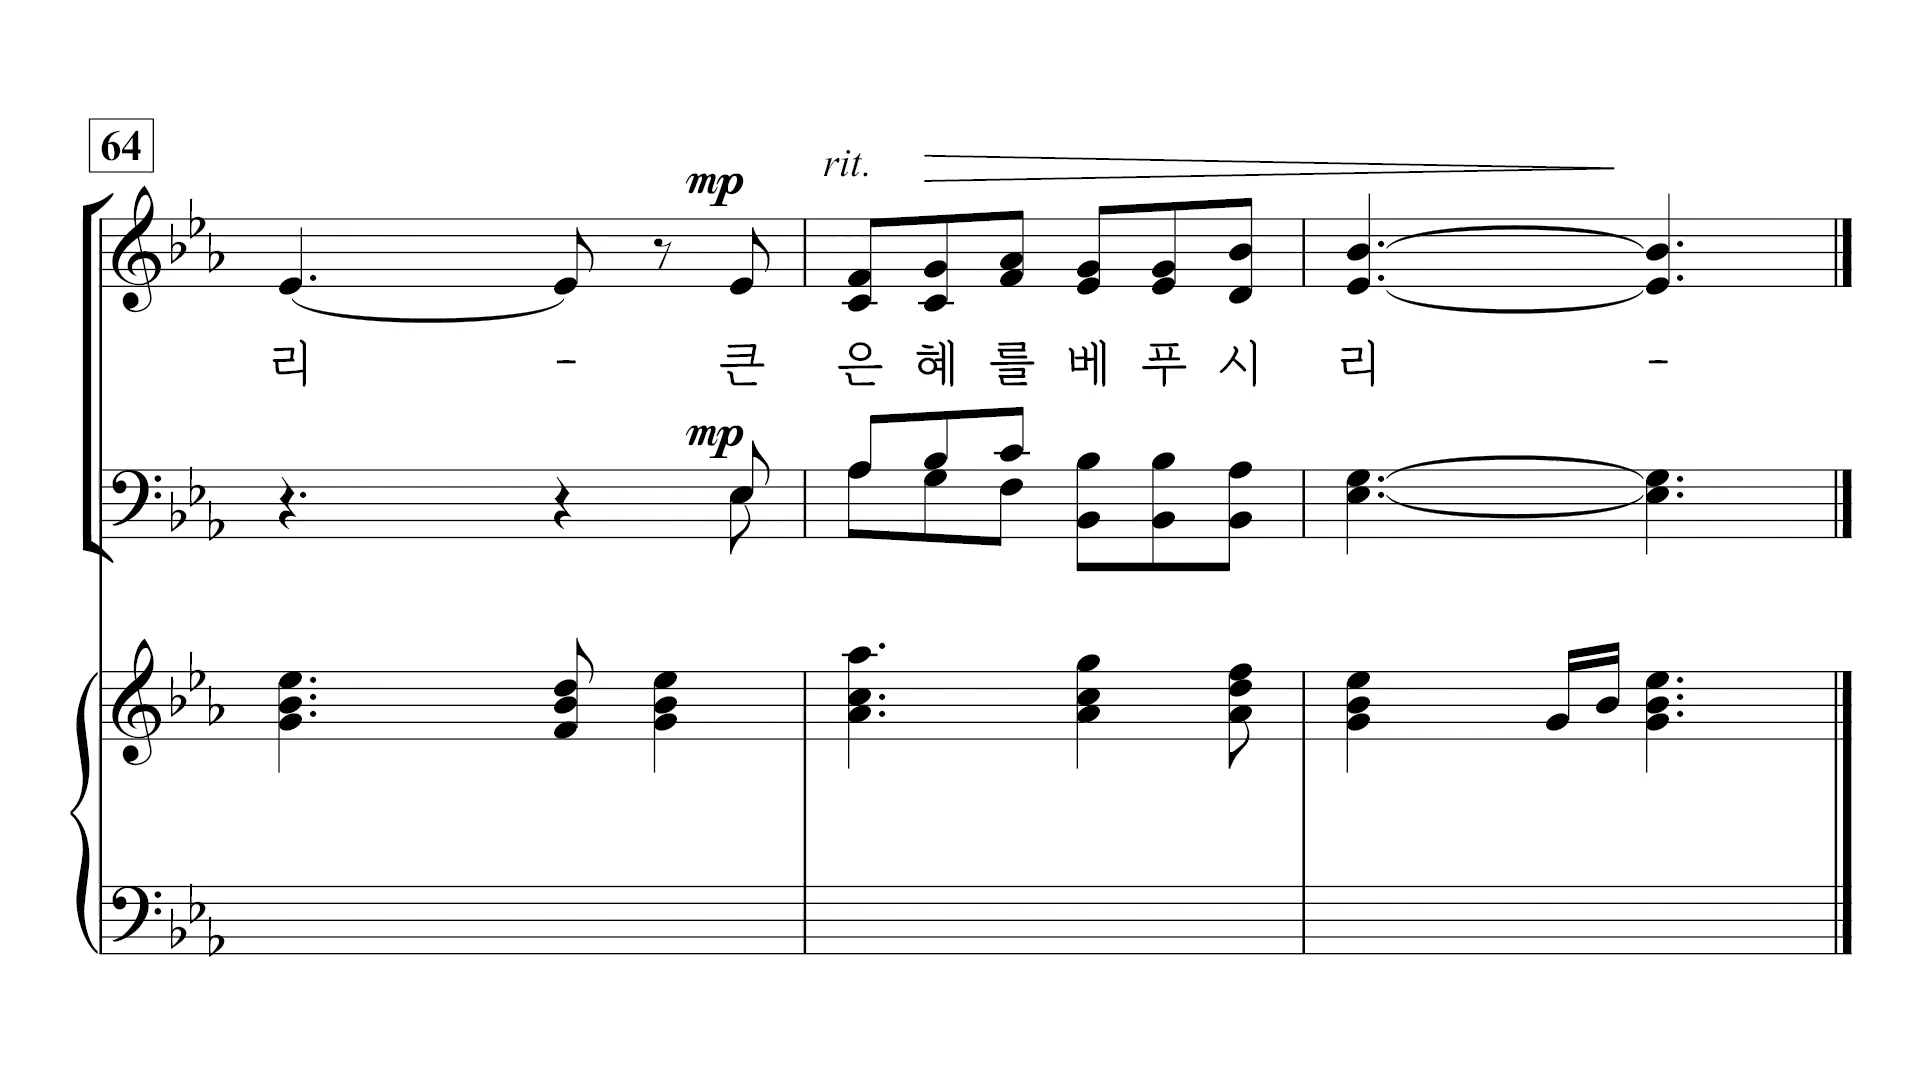 64
mp
rit.
리 - 큰 은 혜 를 베 푸 시 리 -
mp